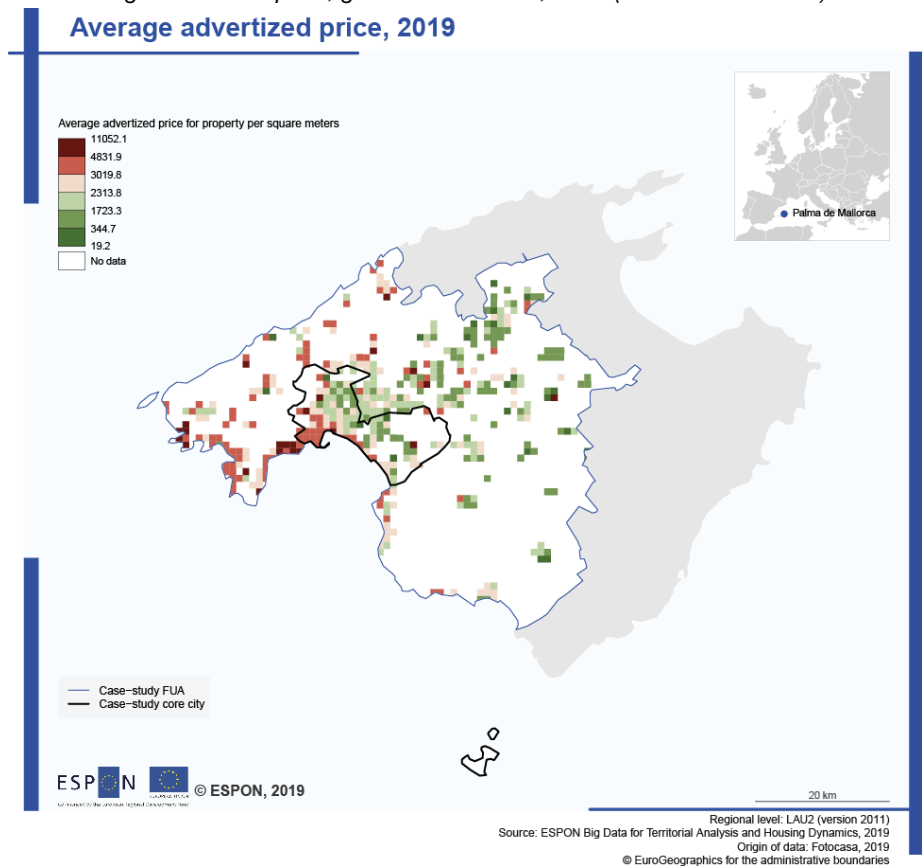 Average advertized price, 2019
Average advertized price for property per square meters
11052.1
4831.9
3019.8
2313.8
1723.3
344.7
19.2
No data
Palma de Mallorca
Case-study FUA
Case-study core city
ESPON
© ESPON, 2019
20 km
Regional level: LAU2 (version 2011)
Source: ESPON Big Data for Territorial Analysis and Housing Dynamics, 2019
Origin of data: Fotocasa, 2019
© EuroGeographics for the administrative boundaries